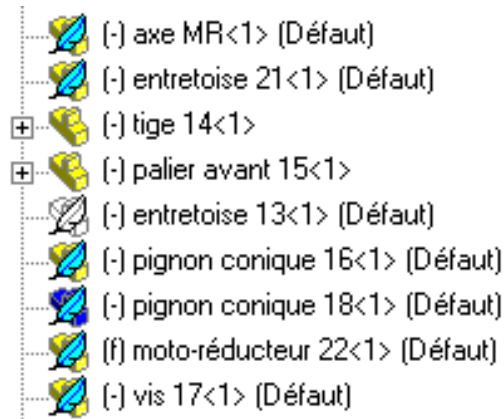 (-) axe MR<1> (Défaut)
(-) entretoise 21<1> (Défaut)
(-) tige 14<1>
(-) palier avant 15<1>
(-) entretoise 13<1> (Défaut)
(-) pignon conique 16<1> (Défaut)
(-) pignon conique 18<1> (Défaut)
(f) moto-réducteur 22<1> (Défaut)
(-) vis 17<1> (Défaut)